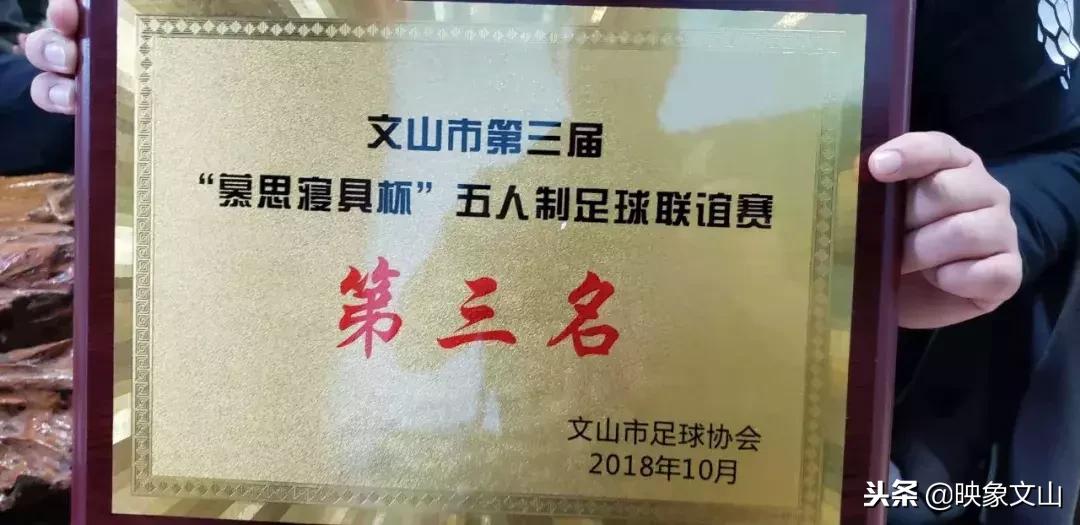 文山市第三届
“慕思寝具杯”五人制足球联谊赛
第三名
文山市足球协会
2018年10月
头条 @映象文山